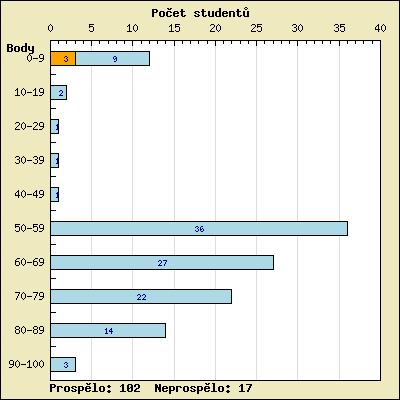 Počet studentů
0 5 10 15 20 25 30 35 40
Body
0-9 3 9
10-19 2
20-29 1
30-39 1
40-49 1
50-59 36
60-69 27
70-79 22
80-89 14
90-100 3
Prospělo: 102 Neprospělo: 17